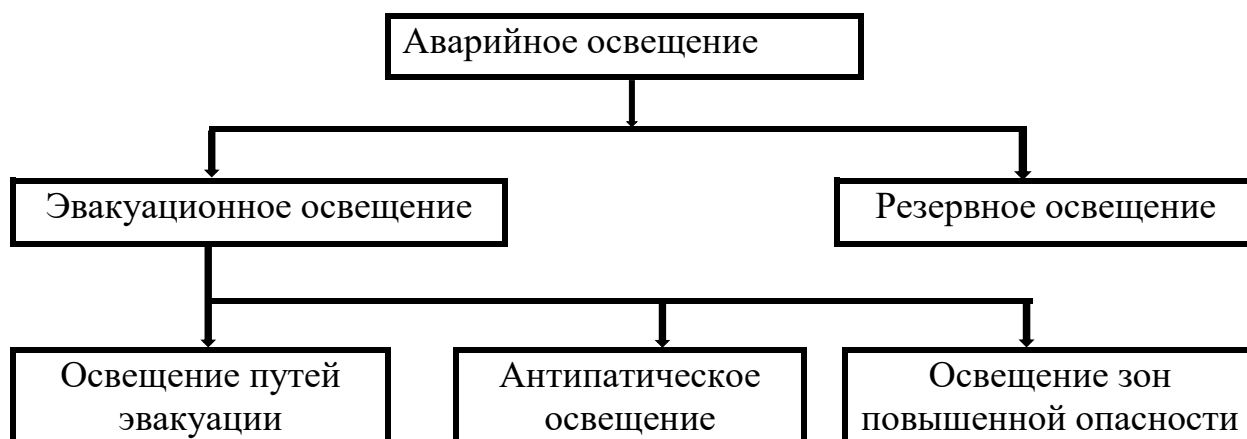 Аварийное освещение
Эвакуационное освещение
Резервное освещение
Освещение путей
эвакуации
Антипатическое
освещение
Освещение зон
повышенной опасности